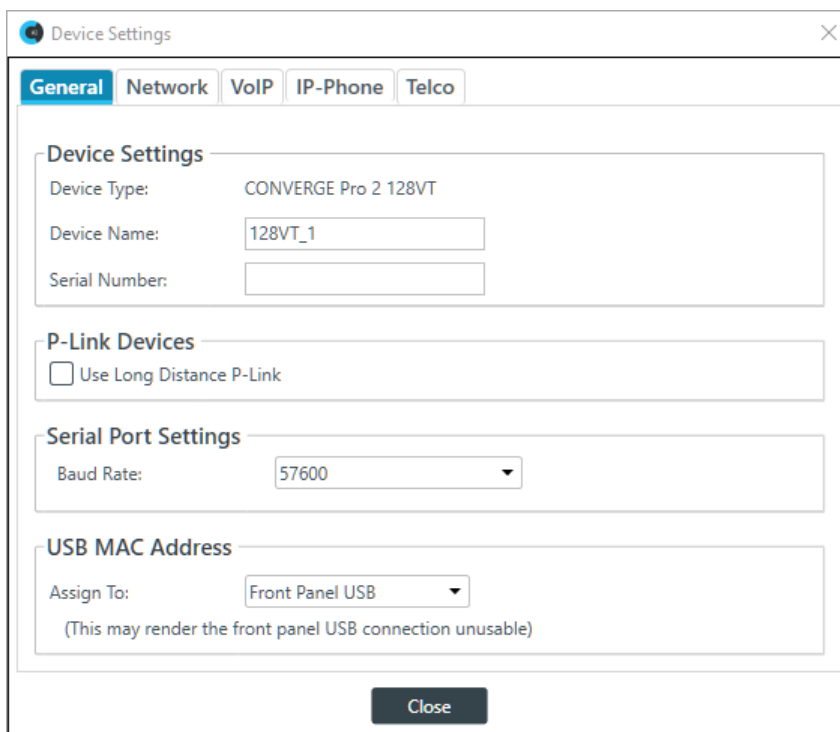 Device Settings
General Network VoIP IP-Phone Telco
Device Settings
Device Type: CONVERGE Pro 2 128VT
Device Name: 128VT_1
Serial Number:
P-Link Devices
Use Long Distance P-Link
Serial Port Settings
Baud Rate: 57600
USB MAC Address
Assign To: Front Panel USB
(This may render the front panel USB connection unusable)
Close